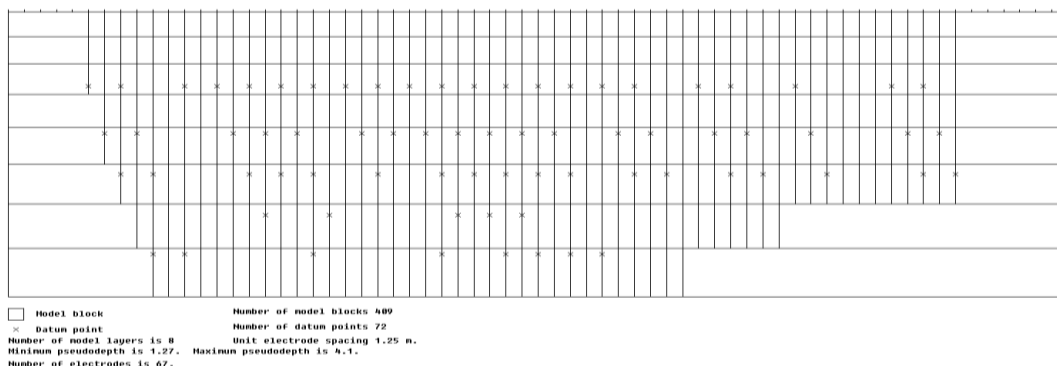 Model block
Number of model blocks 409
× Datum point
Number of datum points 72
Number of model layers is 8
Unit electrode spacing 1.25 m.
Minimum pseudodepth is 1.27. Maximum pseudodepth is 4.1.
Number of electrodes is 67.